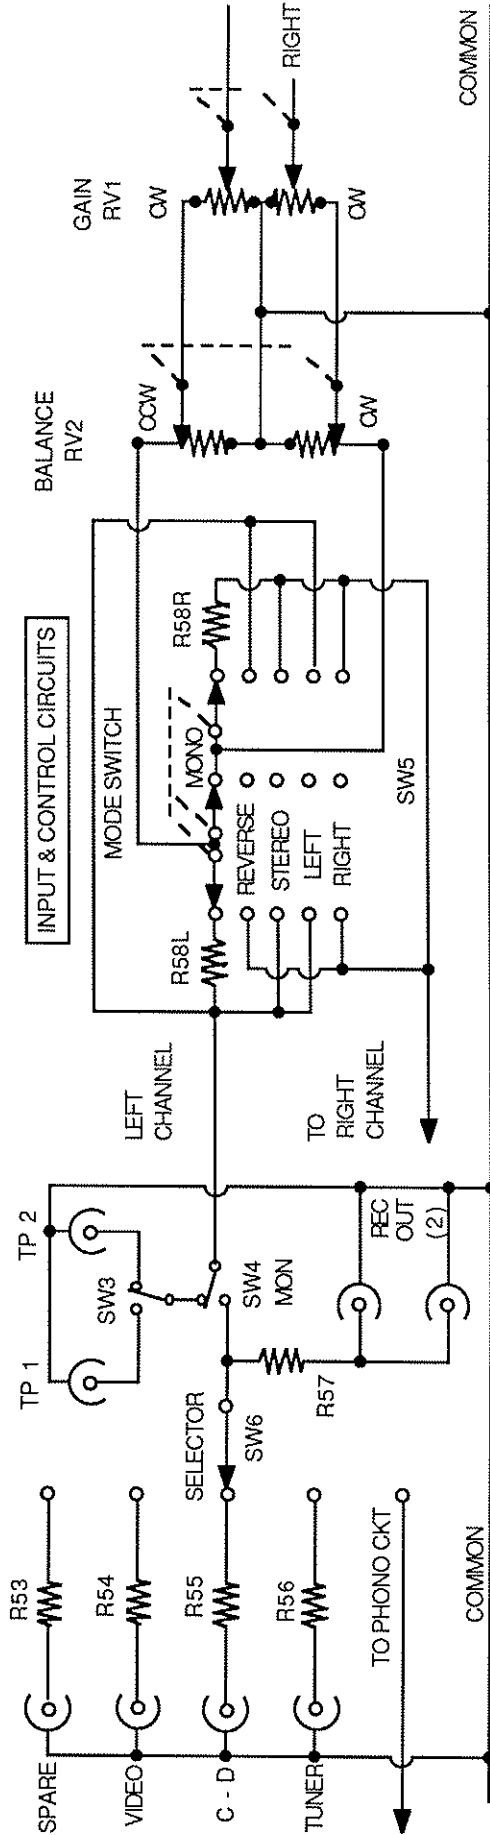 INPUT & CONTROL CIRCUITS
SPARE
R53
VIDEO
R54
C - D
R55
TUNER
R56
TO PHONO CKT
COMMON
SELECTOR
SW6
TP 1
TP 2
SW3
SW4
MON
R57
REC
OUT
(2)
LEFT
CHANNEL
TO
RIGHT
CHANNEL
MODE SWITCH
R58L
MONO
REVERSE
STEREO
LEFT
RIGHT
R58R
SW5
BALANCE
RV2
CCW
CW
GAIN
RV1
CW
CW
RIGHT
COMMON